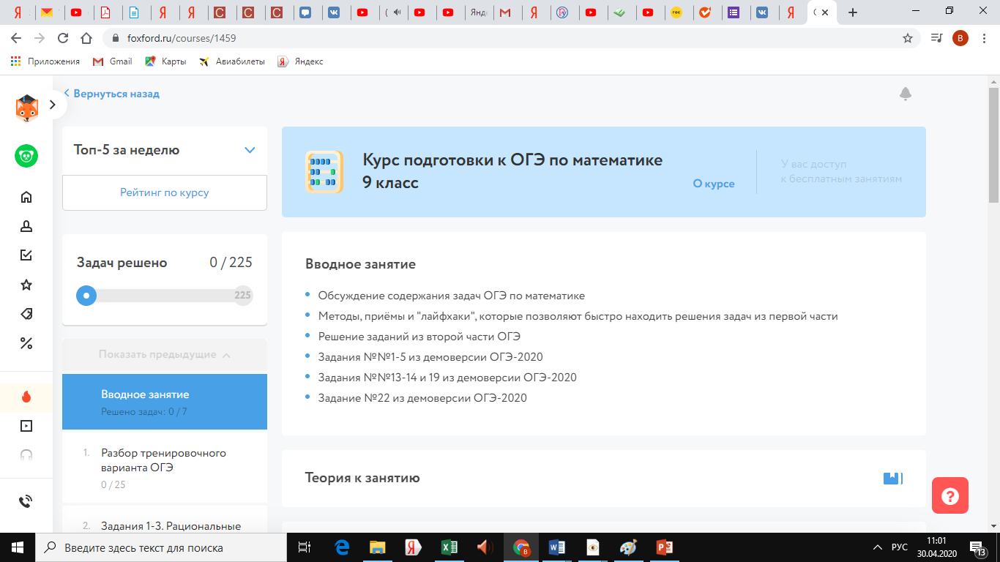 Янд
foxford.ru/courses/1459
B
Приложения
Gmail
Карты
Авиабилеты
Яндекс
Вернуться назад
Топ-5 за неделю
Рейтинг по курсу
Курс подготовки к ОГЭ по математике
9 класс
О курсе
У вас доступ
к бесплатным занятиям
Задач решено 0 / 225
225
Показать предыдущие
Вводное занятие
Решено задач: 0 / 7
1. Разбор тренировочного
варианта ОГЭ
0 / 25
2. Задания 1-3. Рациональные
Вводное занятие
Обсуждение содержания задач ОГЭ по математике
Методы, приёмы и "лайфхаки", которые позволяют быстро находить решения задач из первой части
Решение заданий из второй части ОГЭ
Задания №№1-5 из демоверсии ОГЭ-2020
Задания №№13-14 и 19 из демоверсии ОГЭ-2020
Задание №22 из демоверсии ОГЭ-2020
Теория к занятию
?
Введите здесь текст для поиска
РУС
11:01
30.04.2020
13